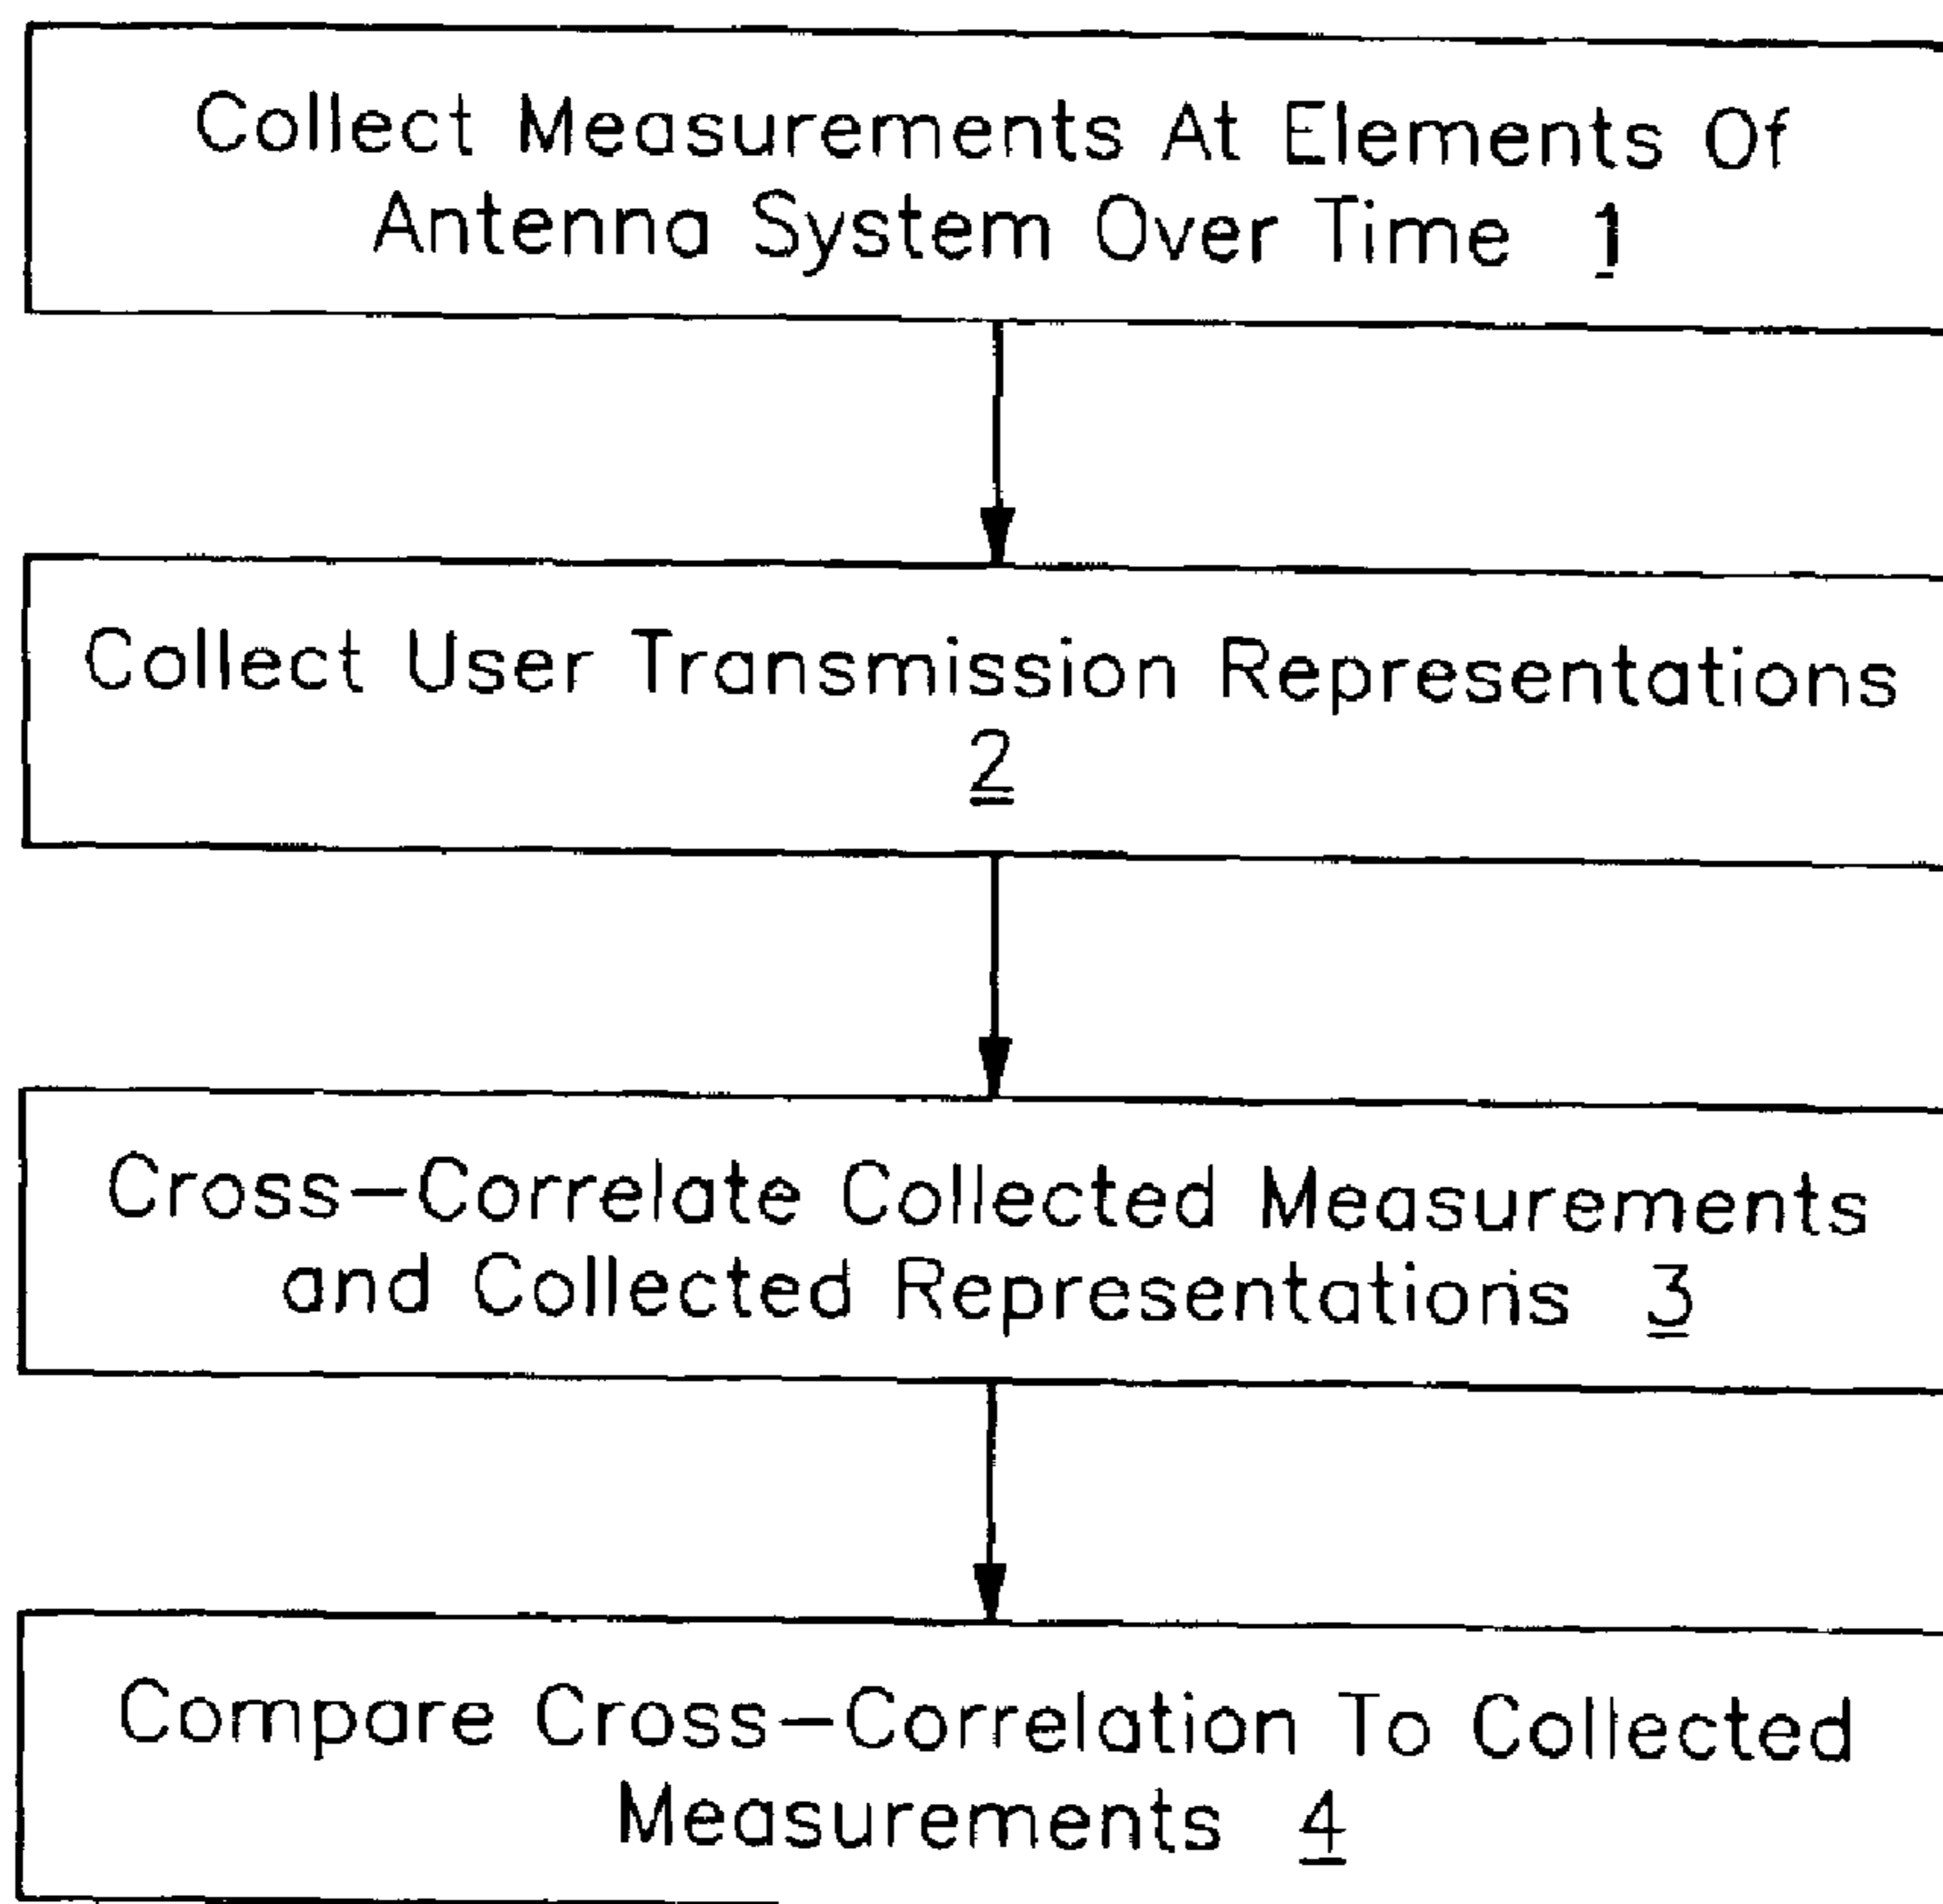 Collect Measurements At Elements Of
Antenna System Over Time 1
Collect User Transmission Representations
2
Cross-Correlate Collected Measurements
and Collected Representations 3
Compare Cross-Correlation To Collected
Measurements 4